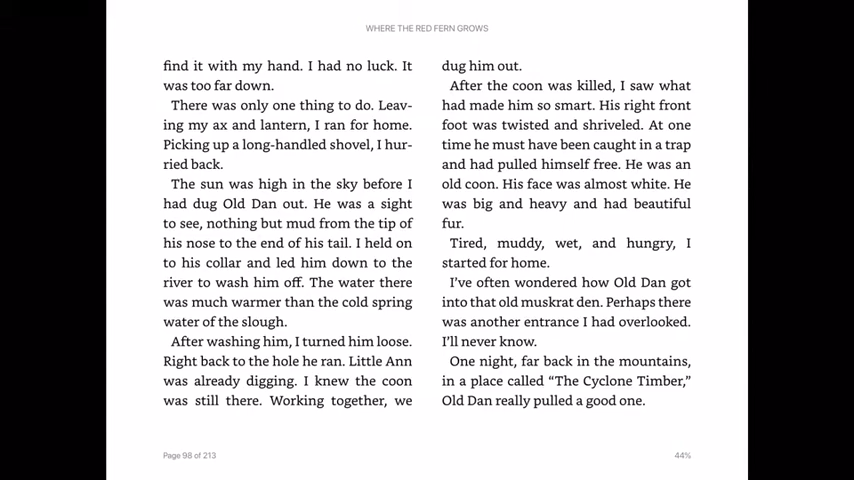 WHERE THE RED FERN GROWS
find it with my hand. I had no luck. It
was too far down.
There was only one thing to do. Leav-
ing my ax and lantern, I ran for home.
Picking up a long-handled shovel, I hur-
ried back.
The sun was high in the sky before I
had dug Old Dan out. He was a sight
to see, nothing but mud from the tip of
his nose to the end of his tail. I held on
to his collar and led him down to the
river to wash him off. The water there
was much warmer than the cold spring
water of the slough.
After washing him, I turned him loose.
Right back to the hole he ran. Little Ann
was already digging. I knew the coon
was still there. Working together, we
dug him out.
After the coon was killed, I saw what
had made him so smart. His right front
foot was twisted and shriveled. At one
time he must have been caught in a trap
and had pulled himself free. He was an
old coon. His face was almost white. He
was big and heavy and had beautiful
fur.
Tired, muddy, wet, and hungry, I
started for home.
I’ve often wondered how Old Dan got
into that old muskrat den. Perhaps there
was another entrance I had overlooked.
I’ll never know.
One night, far back in the mountains,
in a place called “The Cyclone Timber,”
Old Dan really pulled a good one.
Page 98 of 213
44%